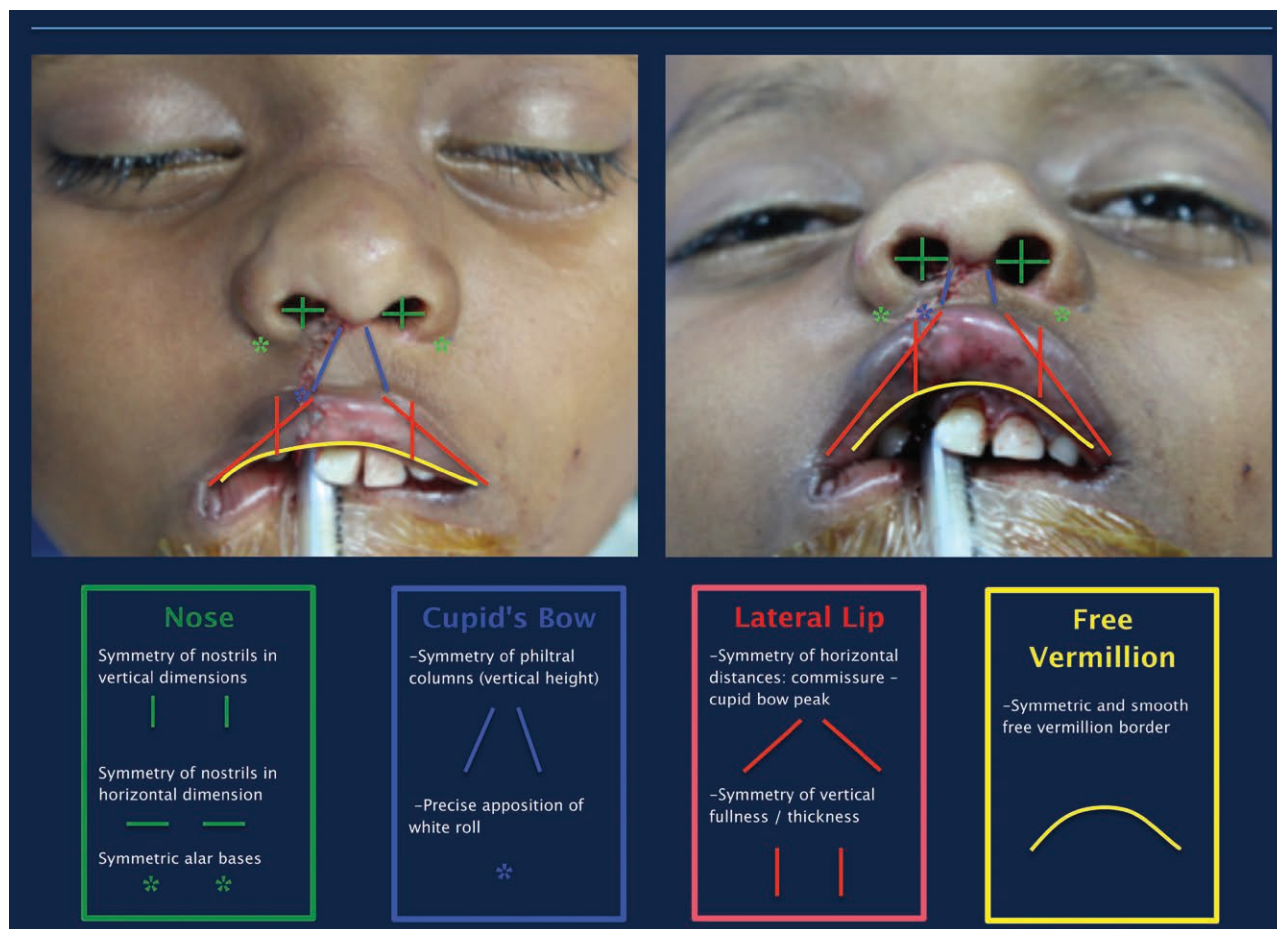 Nose
Symmetry of nostrils in
vertical dimensions
Symmetry of nostrils in
horizontal dimension
Symmetric alar bases
Cupid's Bow
–Symmetry of philtral
columns (vertical height)
–Precise apposition of
white roll
Lateral Lip
–Symmetry of horizontal
distances: commissure –
cupid bow peak
–Symmetry of vertical
fullness / thickness
Free
Vermillion
–Symmetric and smooth
free vermillion border